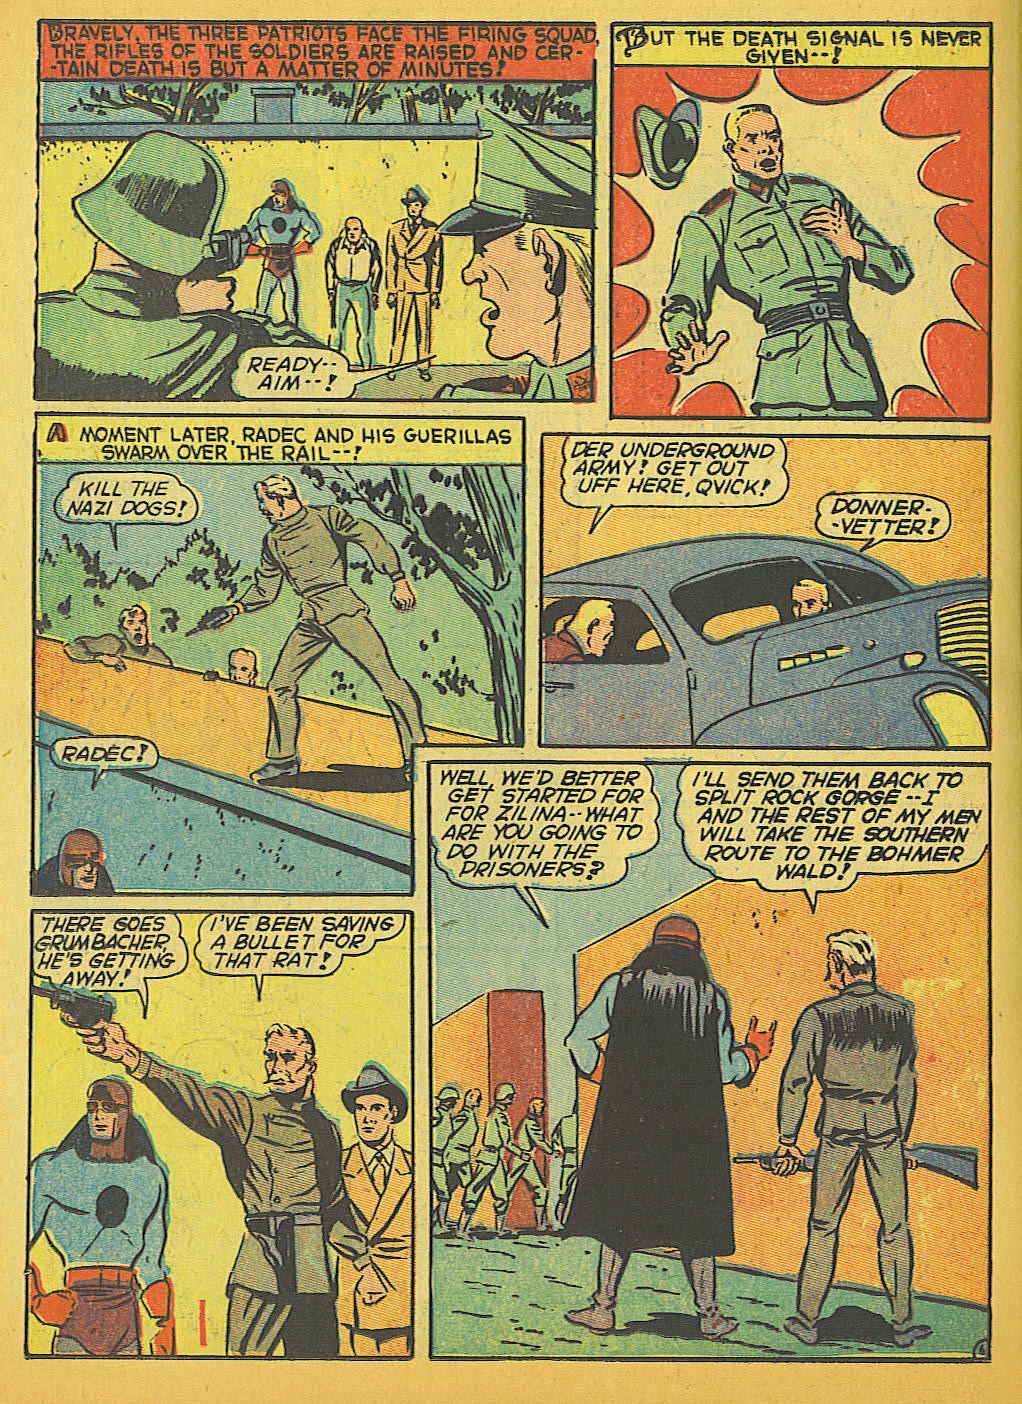 BRAVELY, THE THREE PATRIOTS FACE THE FIRING SQUAD,
THE RIFLES OF THE SOLDIERS ARE RAISED AND CER-
-TAIN DEATH IS BUT A MATTER OF MINUTES!
READY--
AIM--!
BUT THE DEATH SIGNAL IS NEVER
GIVEN--!
A MOMENT LATER, RADEC AND HIS GUERILLAS
SWARM OVER THE RAIL--!
KILL THE
NAZI DOGS!
RADEC!
DER UNDERGROUND
ARMY! GET OUT
UFF HERE, QVICK!
DONNER-
-VETTER!
THERE GOES
GRUMBACHER,
HE'S GETTING
AWAY!
I'VE BEEN SAVING
A BULLET FOR
THAT RAT!
WELL, WE'D BETTER
GET STARTED FOR
FOR ZILINA--WHAT
ARE YOU GOING TO
DO WITH THE
PRISONERS?
I'LL SEND THEM BACK TO
SPLIT ROCK GORGE--I
AND THE REST OF MY MEN
WILL TAKE THE SOUTHERN
ROUTE TO THE BOHMER
WALD!
6